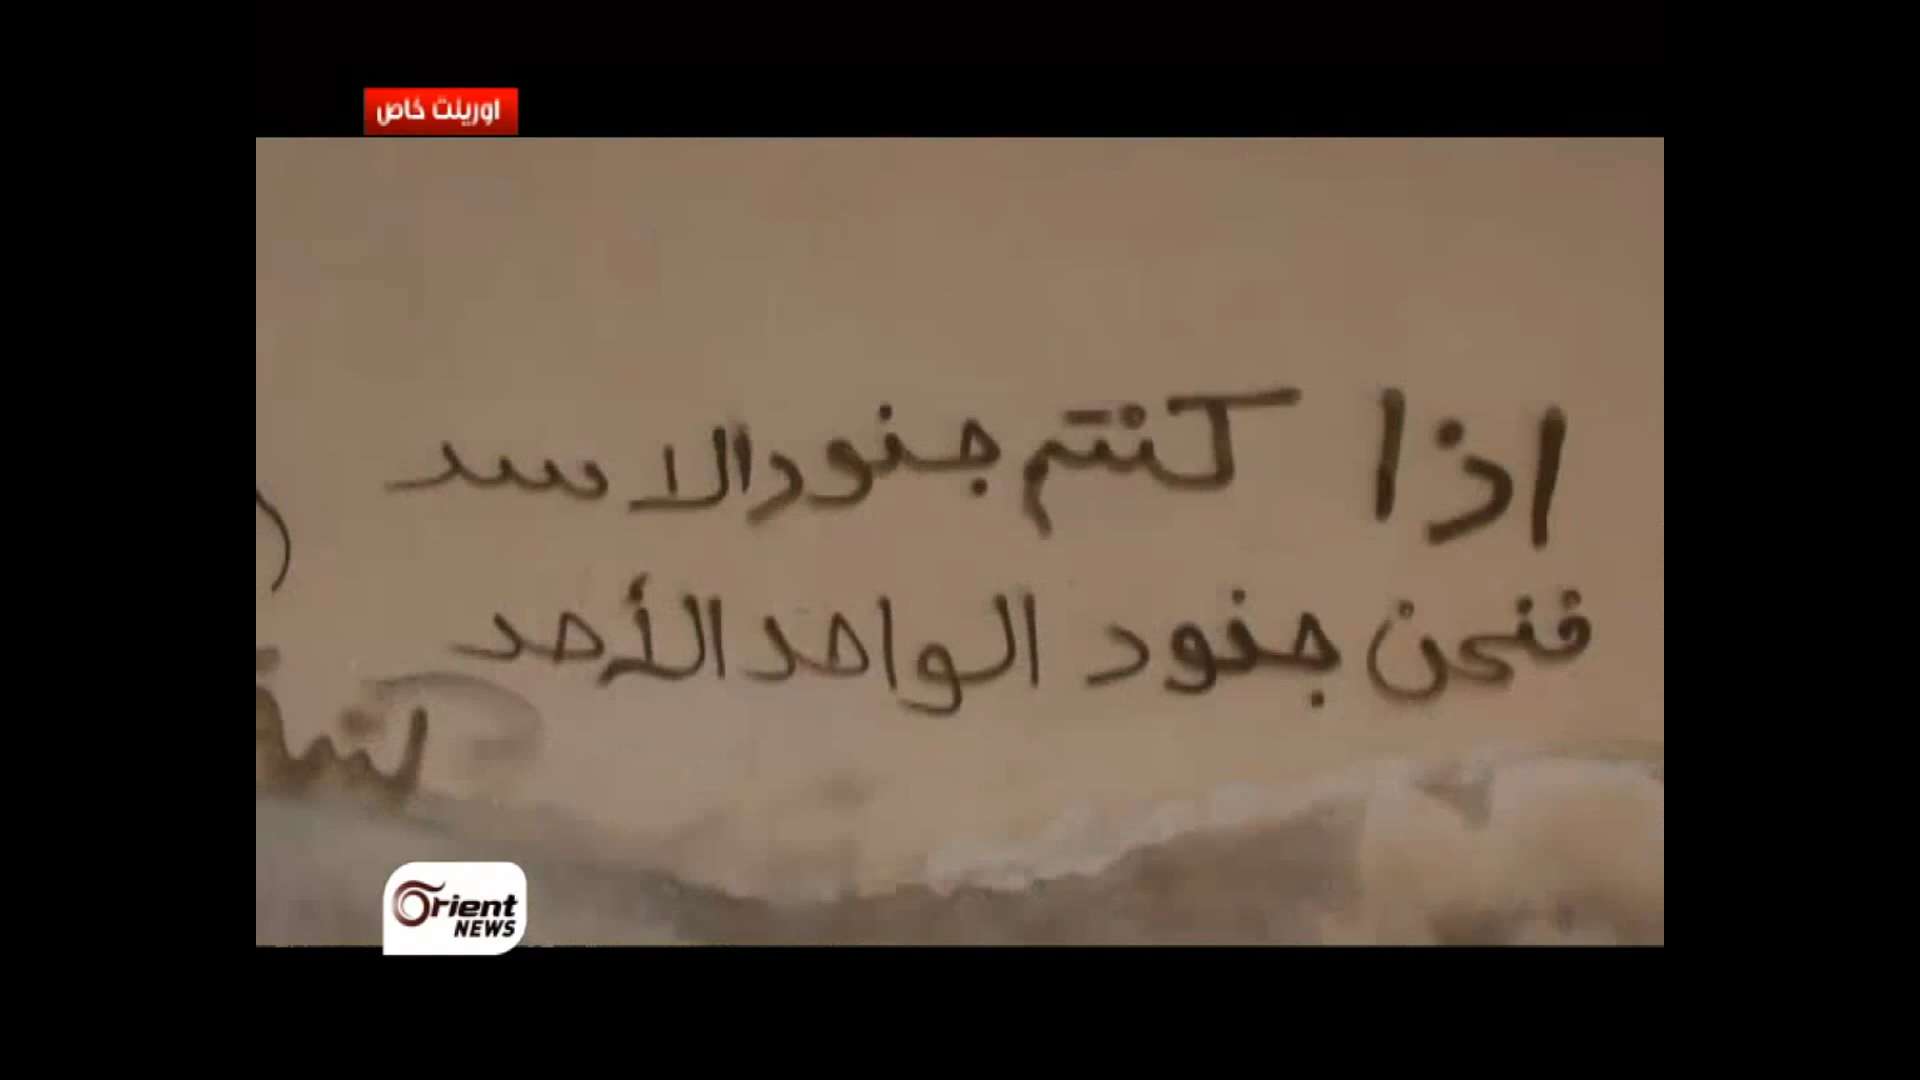 اورينت خاص
اذا كنتم جنود الاسد
فنحن جنود الواحد الأحد
Orient
NEWS